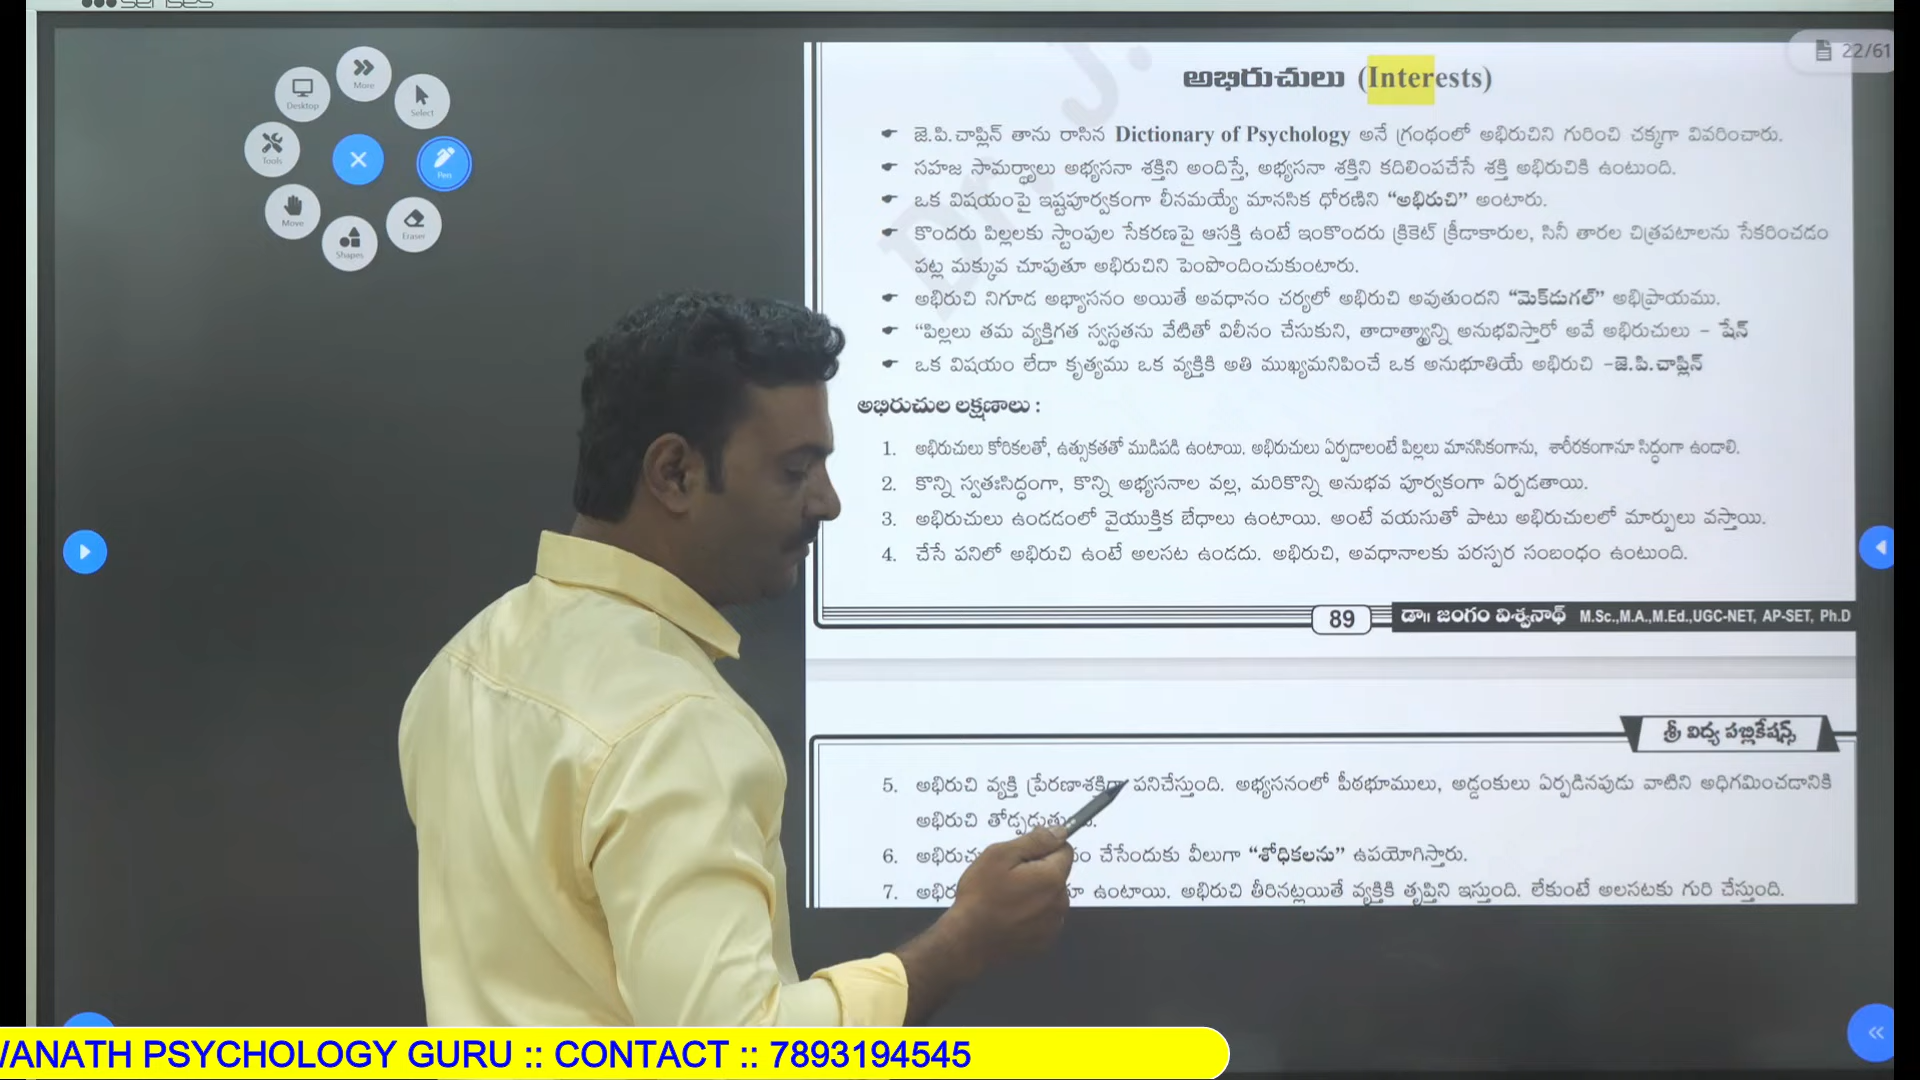 senses
22/61
More
Desktop
Select
Tools
Pen
Move
Eraser
Shapes
అభిరుచులు (Interests)
జె.పి.చాప్లిన్ తాను రాసిన Dictionary of Psychology అనే గ్రంథంలో అభిరుచిని గురించి చక్కగా వివరించారు.
సహజ సామర్థ్యాలు అభ్యసనా శక్తిని అందిస్తే, అభ్యసనా శక్తిని కదిలింపచేసే శక్తి అభిరుచికి ఉంటుంది.
ఒక విషయంపై ఇష్టపూర్వకంగా లీనమయ్యే మానసిక ధోరణిని “అభిరుచి” అంటారు.
కొందరు పిల్లలకు స్టాంపుల సేకరణపై ఆసక్తి ఉంటే ఇంకొందరు క్రికెట్ క్రీడాకారుల, సినీ తారల చిత్రపటాలను సేకరించడం
పట్ల మక్కువ చూపుతూ అభిరుచిని పెంపొందించుకుంటారు.
అభిరుచి నిగూడ అభ్యాసనం అయితే అవధానం చర్యలో అభిరుచి అవుతుందని “మెక్‌డుగల్” అభిప్రాయము.
“పిల్లలు తమ వ్యక్తిగత స్వస్థతను వేటితో విలీనం చేసుకుని, తాదాత్మ్యాన్ని అనుభవిస్తారో అవే అభిరుచులు - షేన్
ఒక విషయం లేదా కృత్యము ఒక వ్యక్తికి అతి ముఖ్యమనిపించే ఒక అనుభూతియే అభిరుచి -జె.పి.చాప్లిన్
అభిరుచుల లక్షణాలు :
1. అభిరుచులు కోరికలతో, ఉత్సుకతతో ముడిపడి ఉంటాయి. అభిరుచులు ఏర్పడాలంటే పిల్లలు మానసికంగాను, శారీరకంగానూ సిద్ధంగా ఉండాలి.
2. కొన్ని స్వతఃసిద్ధంగా, కొన్ని అభ్యసనాల వల్ల, మరికొన్ని అనుభవ పూర్వకంగా ఏర్పడతాయి.
3. అభిరుచులు ఉండడంలో వైయుక్తిక బేధాలు ఉంటాయి. అంటే వయసుతో పాటు అభిరుచులలో మార్పులు వస్తాయి.
4. చేసే పనిలో అభిరుచి ఉంటే అలసట ఉండదు. అభిరుచి, అవధానాలకు పరస్పర సంబంధం ఉంటుంది.
89 డా॥ జంగం విశ్వనాథ్ M.Sc.,M.A.,M.Ed.,UGC-NET, AP-SET, Ph.D
శ్రీ విద్య పబ్లికేషన్స్
5. అభిరుచి వ్యక్తి ప్రేరణాశక్తిగా పనిచేస్తుంది. అభ్యసనంలో పీఠభూములు, అడ్డంకులు ఏర్పడినపుడు వాటిని అధిగమించడానికి
అభిరుచి తోడ్పడుతుంది.
6. చేసేందుకు వీలుగా “శోధికలను” ఉపయోగిస్తారు.
7. ఉంటాయి. అభిరుచి తీరినట్లయితే వ్యక్తికి తృప్తిని ఇస్తుంది. లేకుంటే అలసటకు గురి చేస్తుంది.
WANATH PSYCHOLOGY GURU :: CONTACT :: 7893194545